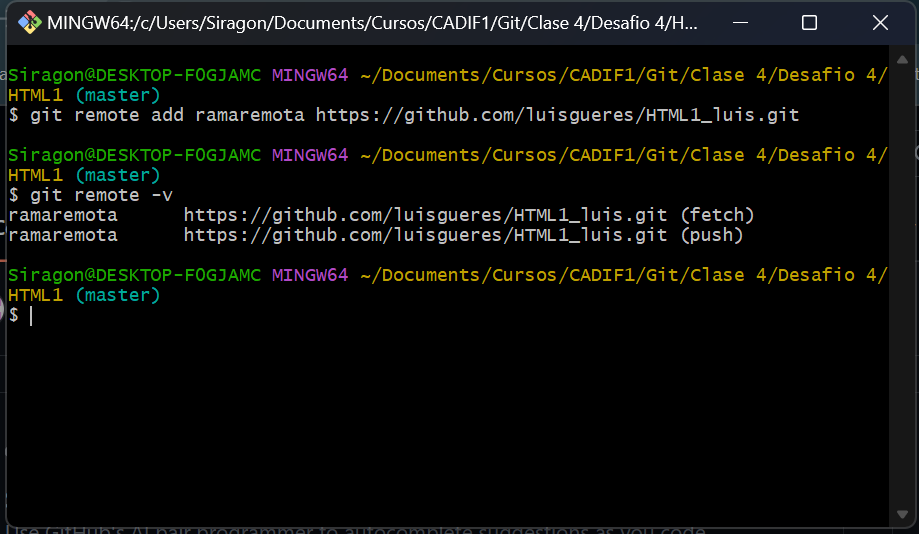 MINGW64:/c/Users/Siragon/Documents/Cursos/CADIF1/Git/Clase 4/Desafio 4/H...
Siragon@DESKTOP-FOGJAMC MINGW64 ~/Documents/Cursos/CADIF1/Git/Clase 4/Desafio 4/
HTML1 (master)
$ git remote add ramaremota https://github.com/luisgueres/HTML1_luis.git
Siragon@DESKTOP-FOGJAMC MINGW64 ~/Documents/Cursos/CADIF1/Git/Clase 4/Desafio 4/
HTML1 (master)
$ git remote -v
ramaremota      https://github.com/luisgueres/HTML1_luis.git (fetch)
ramaremota      https://github.com/luisgueres/HTML1_luis.git (push)
Siragon@DESKTOP-FOGJAMC MINGW64 ~/Documents/Cursos/CADIF1/Git/Clase 4/Desafio 4/
HTML1 (master)
$
Use GitHub's AI pair programmer to autocomplete suggestions as you code